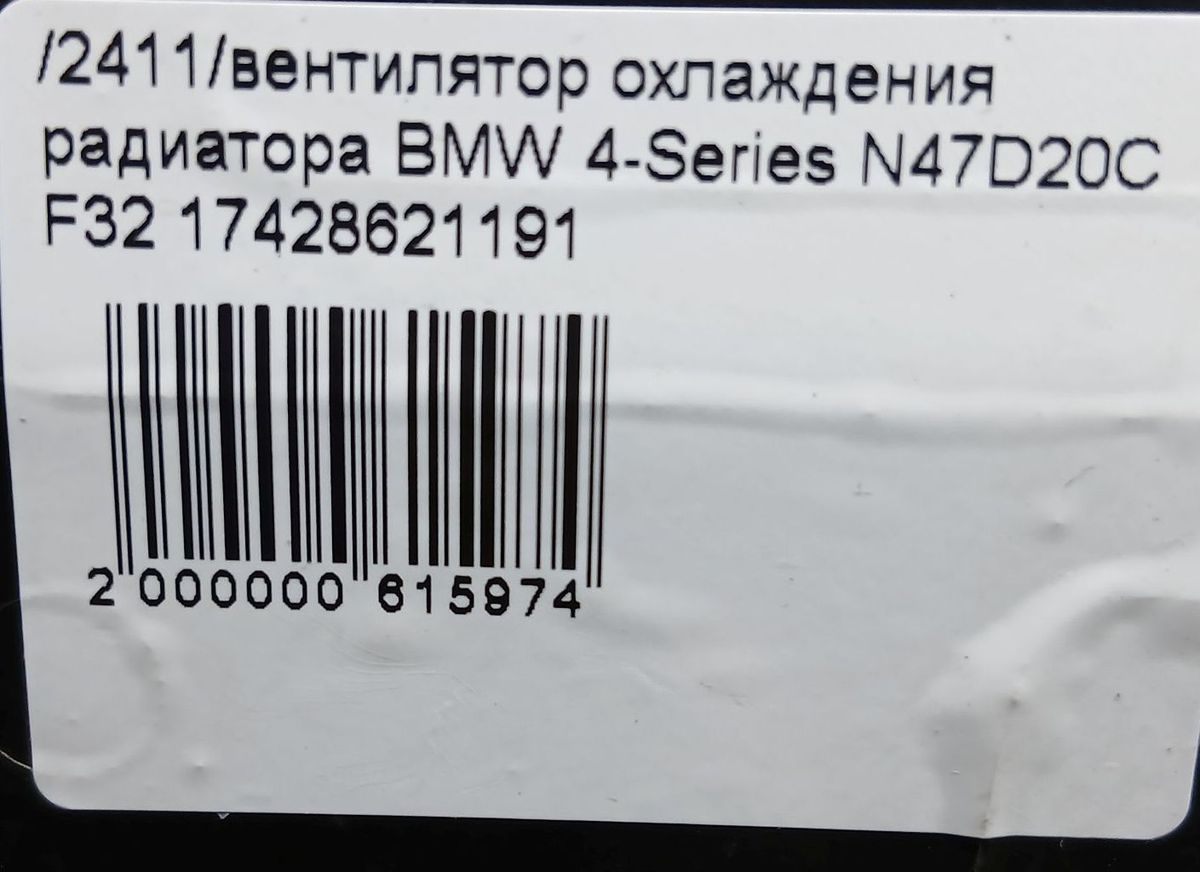 /2411/вентилятор охлаждения
радиатора BMW 4-Series N47D20C
F32 17428621191
2 000000 615974